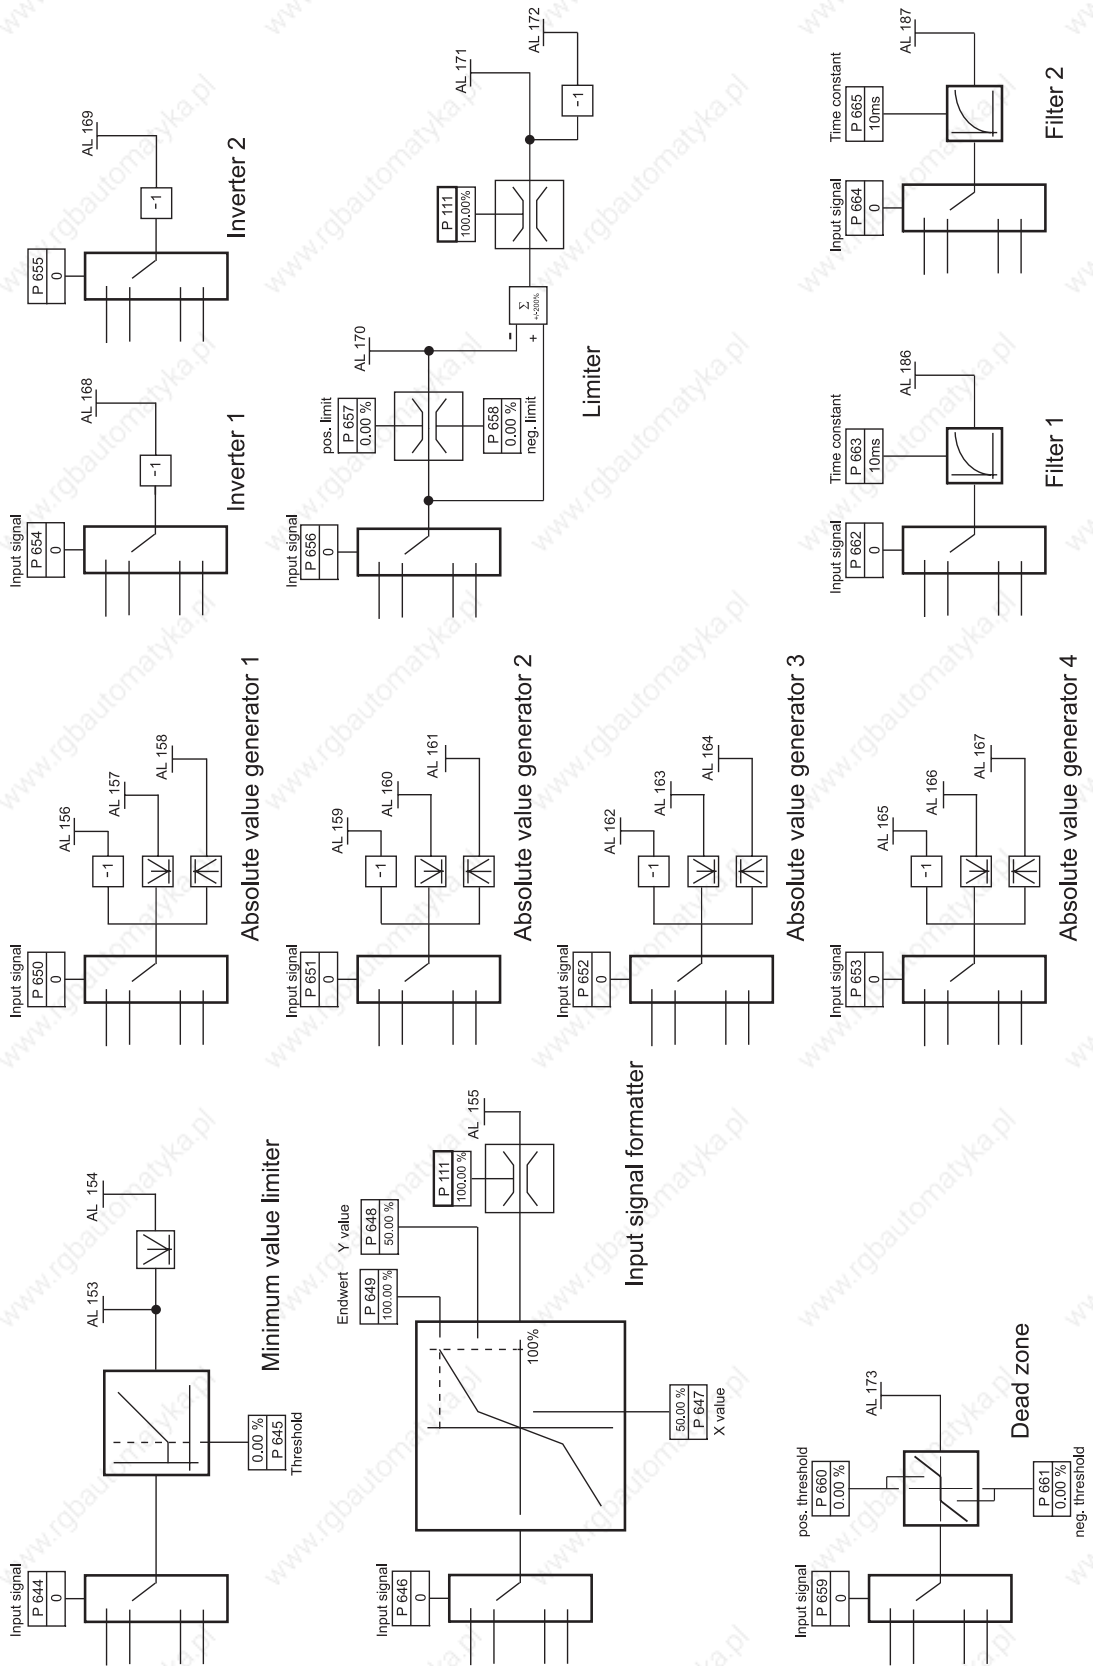 Input signal
P 644
0
AL 153
AL 154
0.00 %
P 645
Threshold
Minimum value limiter
Input signal
P 650
0
-1
AL 156
AL 157
AL 158
Absolute value generator 1
Input signal
P 654
0
-1
AL 168
Inverter 1
P 655
0
-1
AL 169
Inverter 2
Input signal
P 646
0
Endwert
P 649
100.00 %
Y value
P 648
50.00 %
100%
50.00 %
P 647
X value
P 111
100.00 %
AL 155
Input signal formatter
Input signal
P 651
0
-1
AL 159
AL 160
AL 161
Absolute value generator 2
Input signal
P 656
0
pos. limit
P 657
0.00 %
P 658
0.00 %
neg. limit
AL 170
-
+
Σ
+/-200%
P 111
100.00%
AL 171
-1
AL 172
Limiter
Input signal
P 652
0
-1
AL 162
AL 163
AL 164
Absolute value generator 3
Input signal
P 659
0
pos. threshold
P 660
0.00 %
P 661
0.00 %
neg. threshold
AL 173
Dead zone
Input signal
P 653
0
-1
AL 165
AL 166
AL 167
Absolute value generator 4
Input signal
P 662
0
Time constant
P 663
10ms
AL 186
Filter 1
Input signal
P 664
0
Time constant
P 665
10ms
AL 187
Filter 2
www.rgbautomatyka.pl